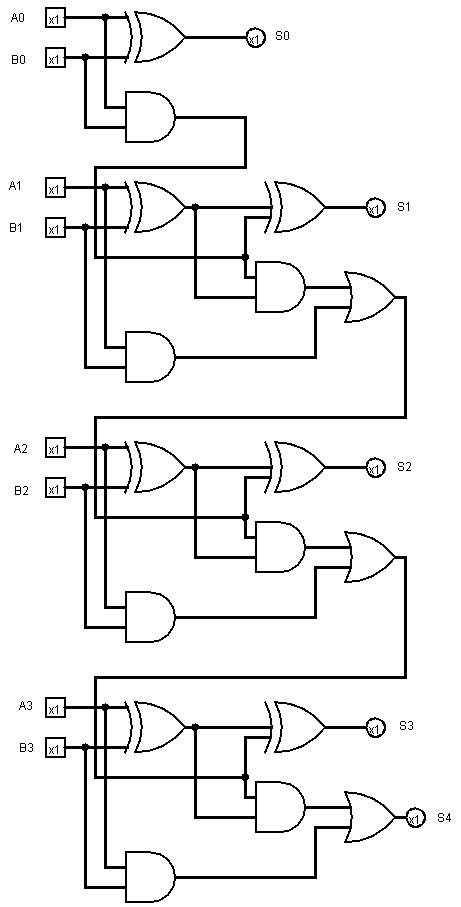 A0 x1 x1 S0
B0 x1
A1 x1 x1 S1
B1 x1
A2 x1 x1 S2
B2 x1
A3 x1 x1 S3
B3 x1
x1 S4